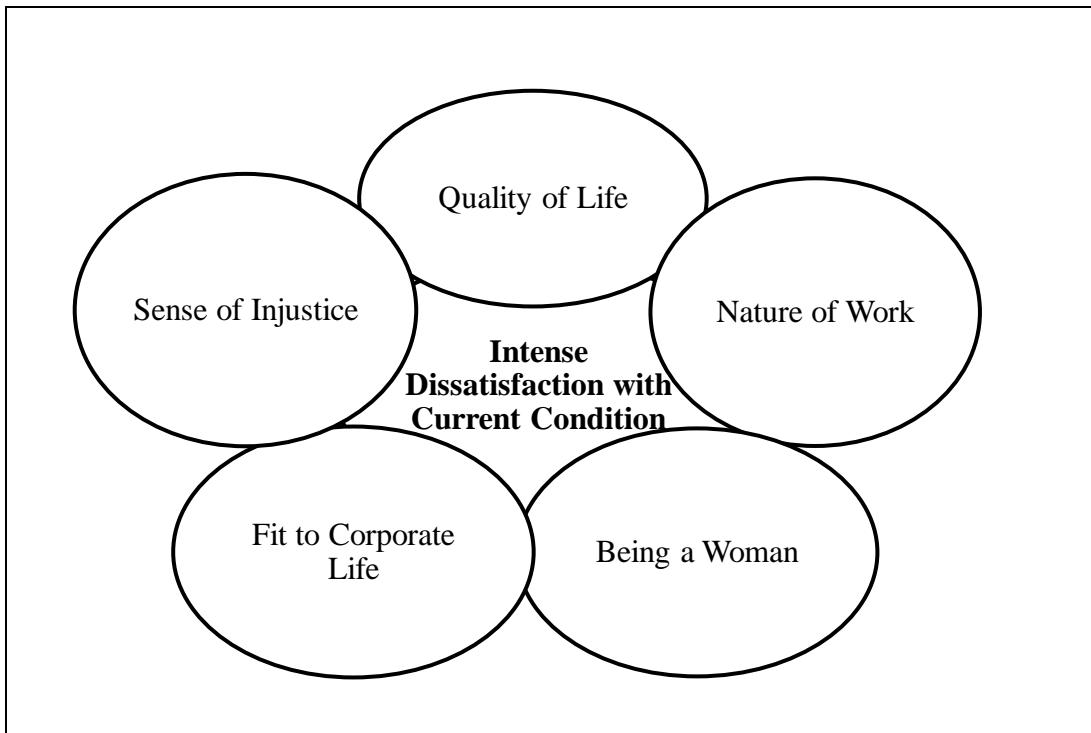 Quality of Life
Sense of Injustice
Nature of Work
Intense
Dissatisfaction with
Current Condition
Fit to Corporate
Life
Being a Woman